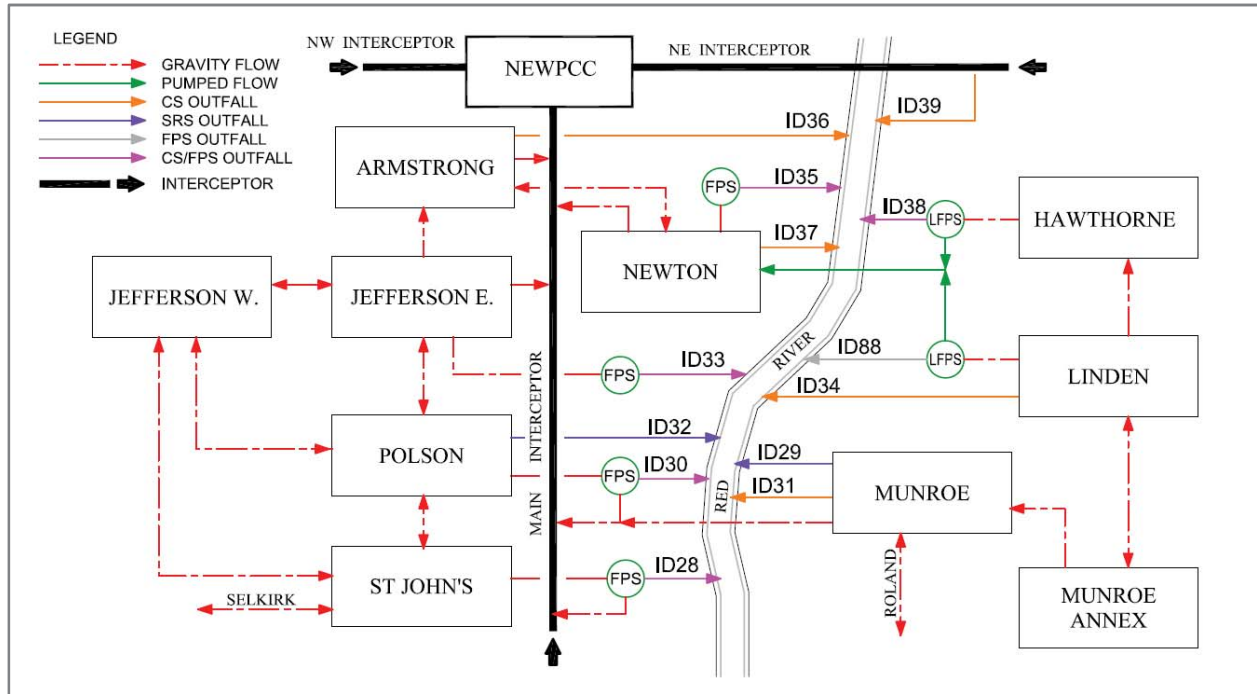 LEGEND
GRAVITY FLOW
PUMPED FLOW
CS OUTFALL
SRS OUTFALL
FPS OUTFALL
CS/FPS OUTFALL
INTERCEPTOR
NW INTERCEPTOR
NEWPCC
NE INTERCEPTOR
ID36
ID39
ARMSTRONG
FPS
ID35
ID38
LFPS
HAWTHORNE
ID37
NEWTON
JEFFERSON W.
JEFFERSON E.
RIVER
ID33
FPS
ID88
LFPS
LINDEN
ID34
MAIN INTERCEPTOR
ID32
POLSON
FPS
ID30
ID29
ID31
RED
MUNROE
ST JOHN'S
FPS
ID28
SELKIRK
ROLAND
MUNROE
ANNEX